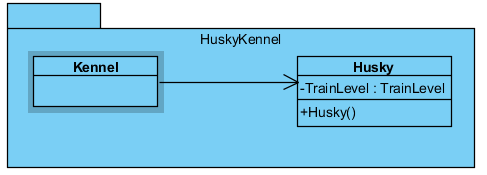 HuskyKennel
Kennel
Husky
-TrainLevel : TrainLevel
+Husky()